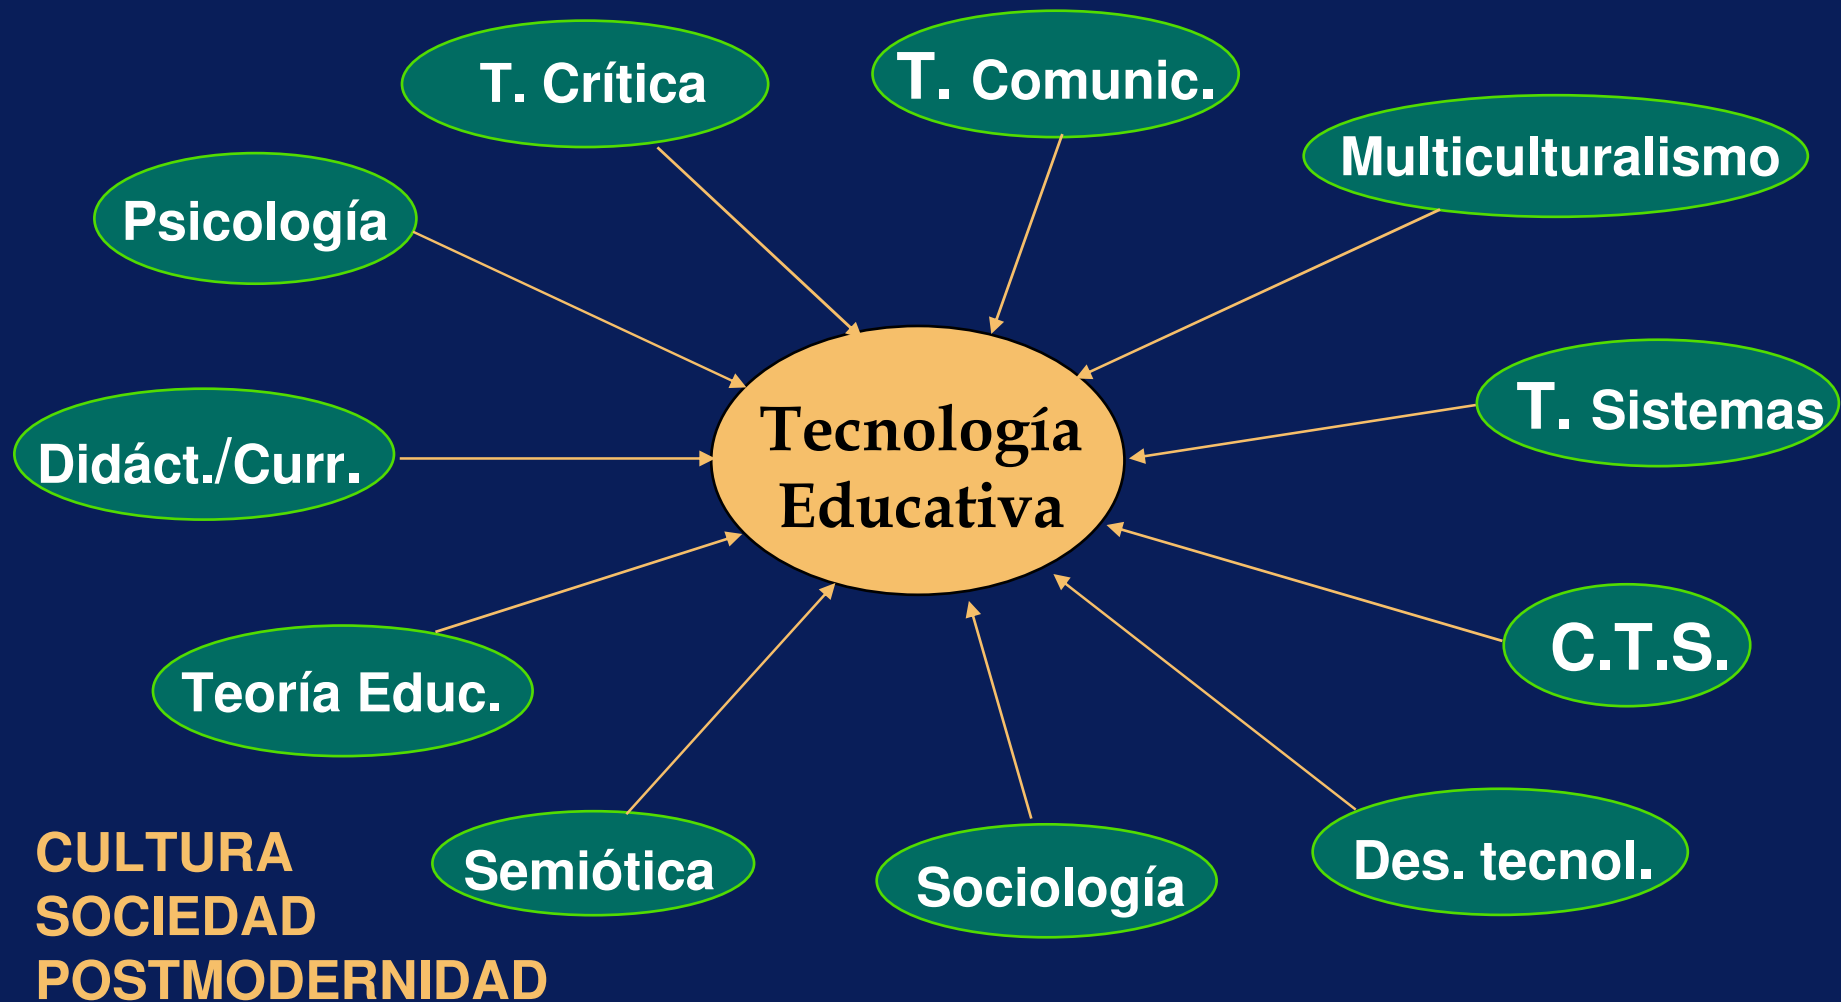 T. Crítica
T. Comunic.
Multiculturalismo
Psicología
T. Sistemas
Tecnología
Educativa
Didáct./Curr.
C.T.S.
Teoría Educ.
Semiótica
Sociología
Des. tecnol.
CULTURA
SOCIEDAD
POSTMODERNIDAD